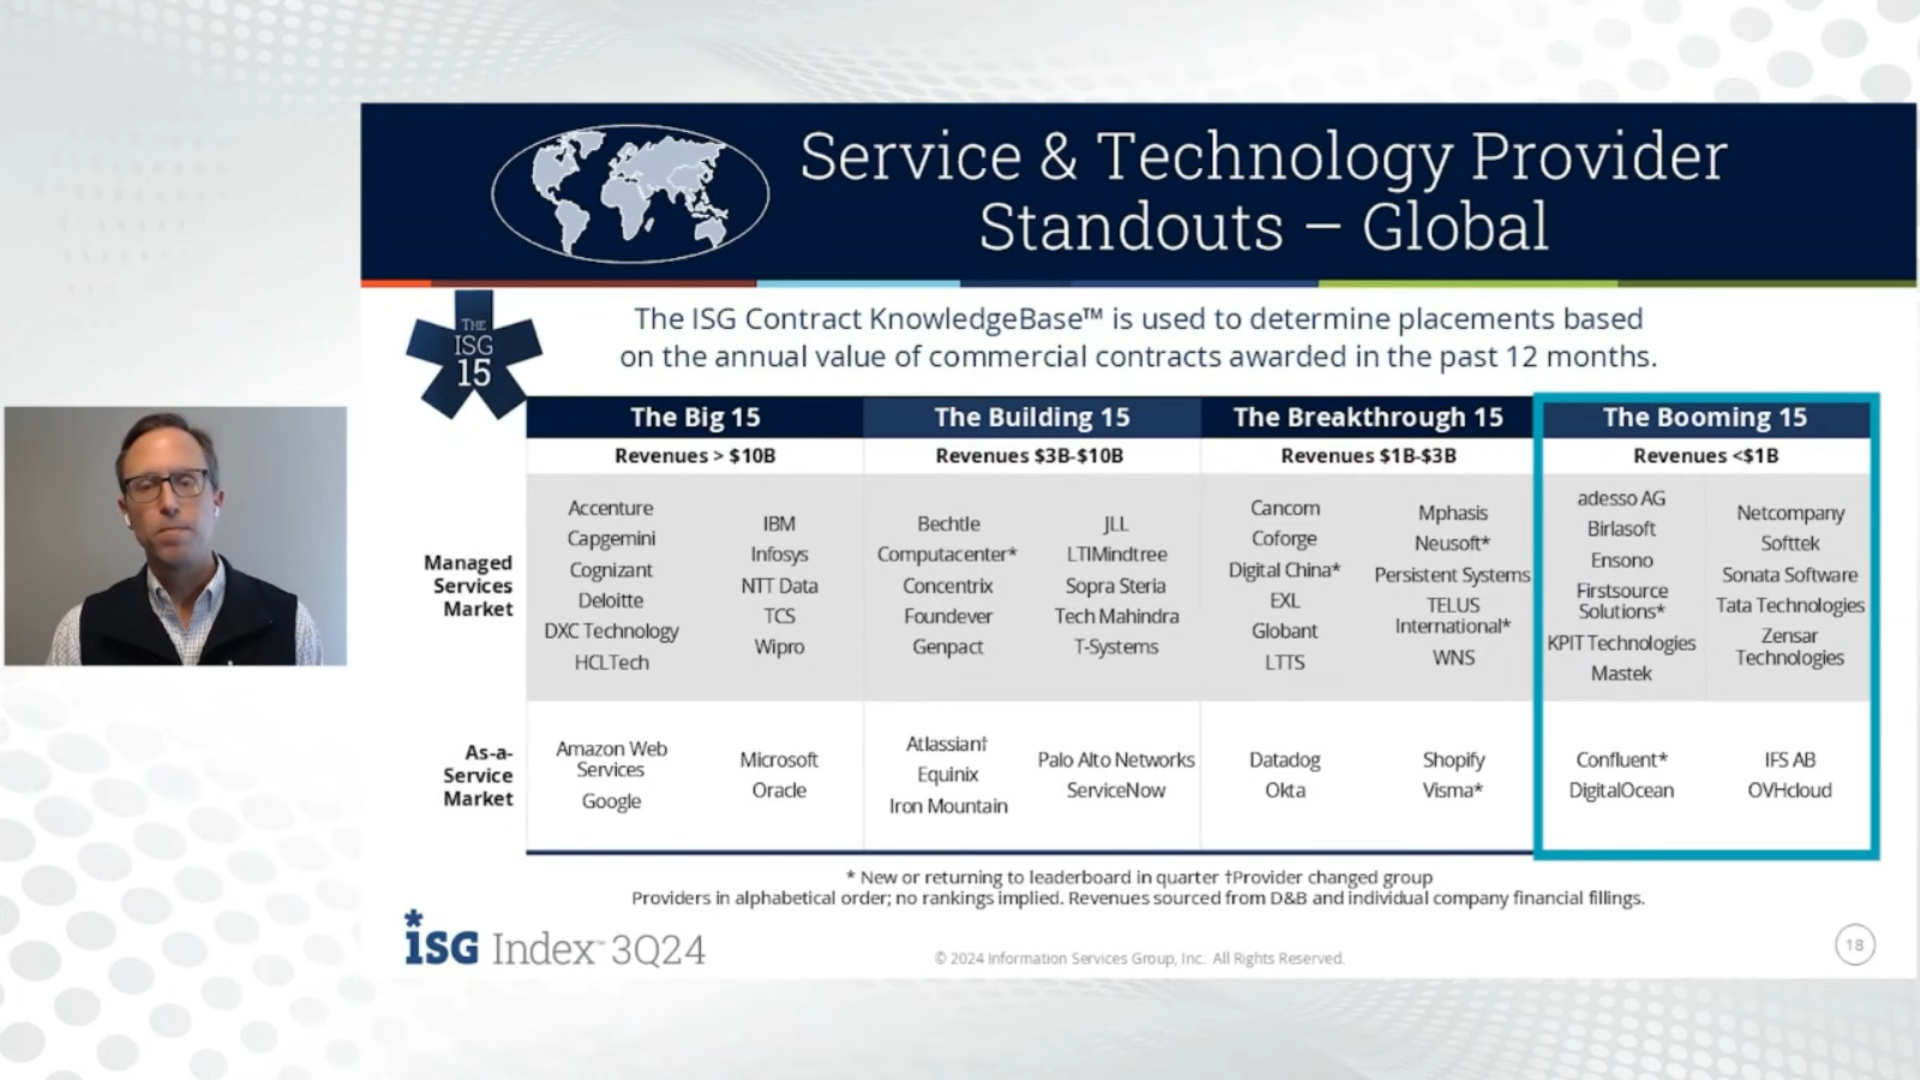 Service & Technology Provider
Standouts – Global
THE
ISG
15
The ISG Contract KnowledgeBase™ is used to determine placements based
on the annual value of commercial contracts awarded in the past 12 months.
The Big 15
The Building 15
The Breakthrough 15
The Booming 15
Revenues > $10B
Revenues $3B-$10B
Revenues $1B-$3B
Revenues <$1B
Managed
Services
Market
Accenture
Capgemini
Cognizant
Deloitte
DXC Technology
HCLTech
IBM
Infosys
NTT Data
TCS
Wipro
Bechtle
Computacenter*
Concentrix
Foundever
Genpact
JLL
LTIMindtree
Sopra Steria
Tech Mahindra
T-Systems
Cancom
Coforge
Digital China*
EXL
Globant
LTTS
Mphasis
Neusoft*
Persistent Systems
TELUS
International*
WNS
adesso AG
Birlasoft
Ensono
Firstsource
Solutions*
KPIT Technologies
Mastek
Netcompany
Softtek
Sonata Software
Tata Technologies
Zensar
Technologies
As-a-
Service
Market
Amazon Web
Services
Google
Microsoft
Oracle
Atlassian†
Equinix
Iron Mountain
Palo Alto Networks
ServiceNow
Datadog
Okta
Shopify
Visma*
Confluent*
DigitalOcean
IFS AB
OVHcloud
* New or returning to leaderboard in quarter †Provider changed group
Providers in alphabetical order; no rankings implied. Revenues sourced from D&B and individual company financial fillings.
ISG Index™ 3Q24
© 2024 Information Services Group, Inc. All Rights Reserved.
18